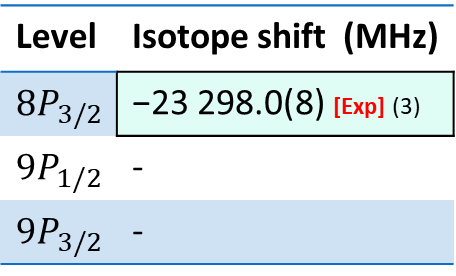 Level Isotope shift (MHz)
8P3/2 −23 298.0(8) [Exp] (3)
9P1/2 -
9P3/2 -